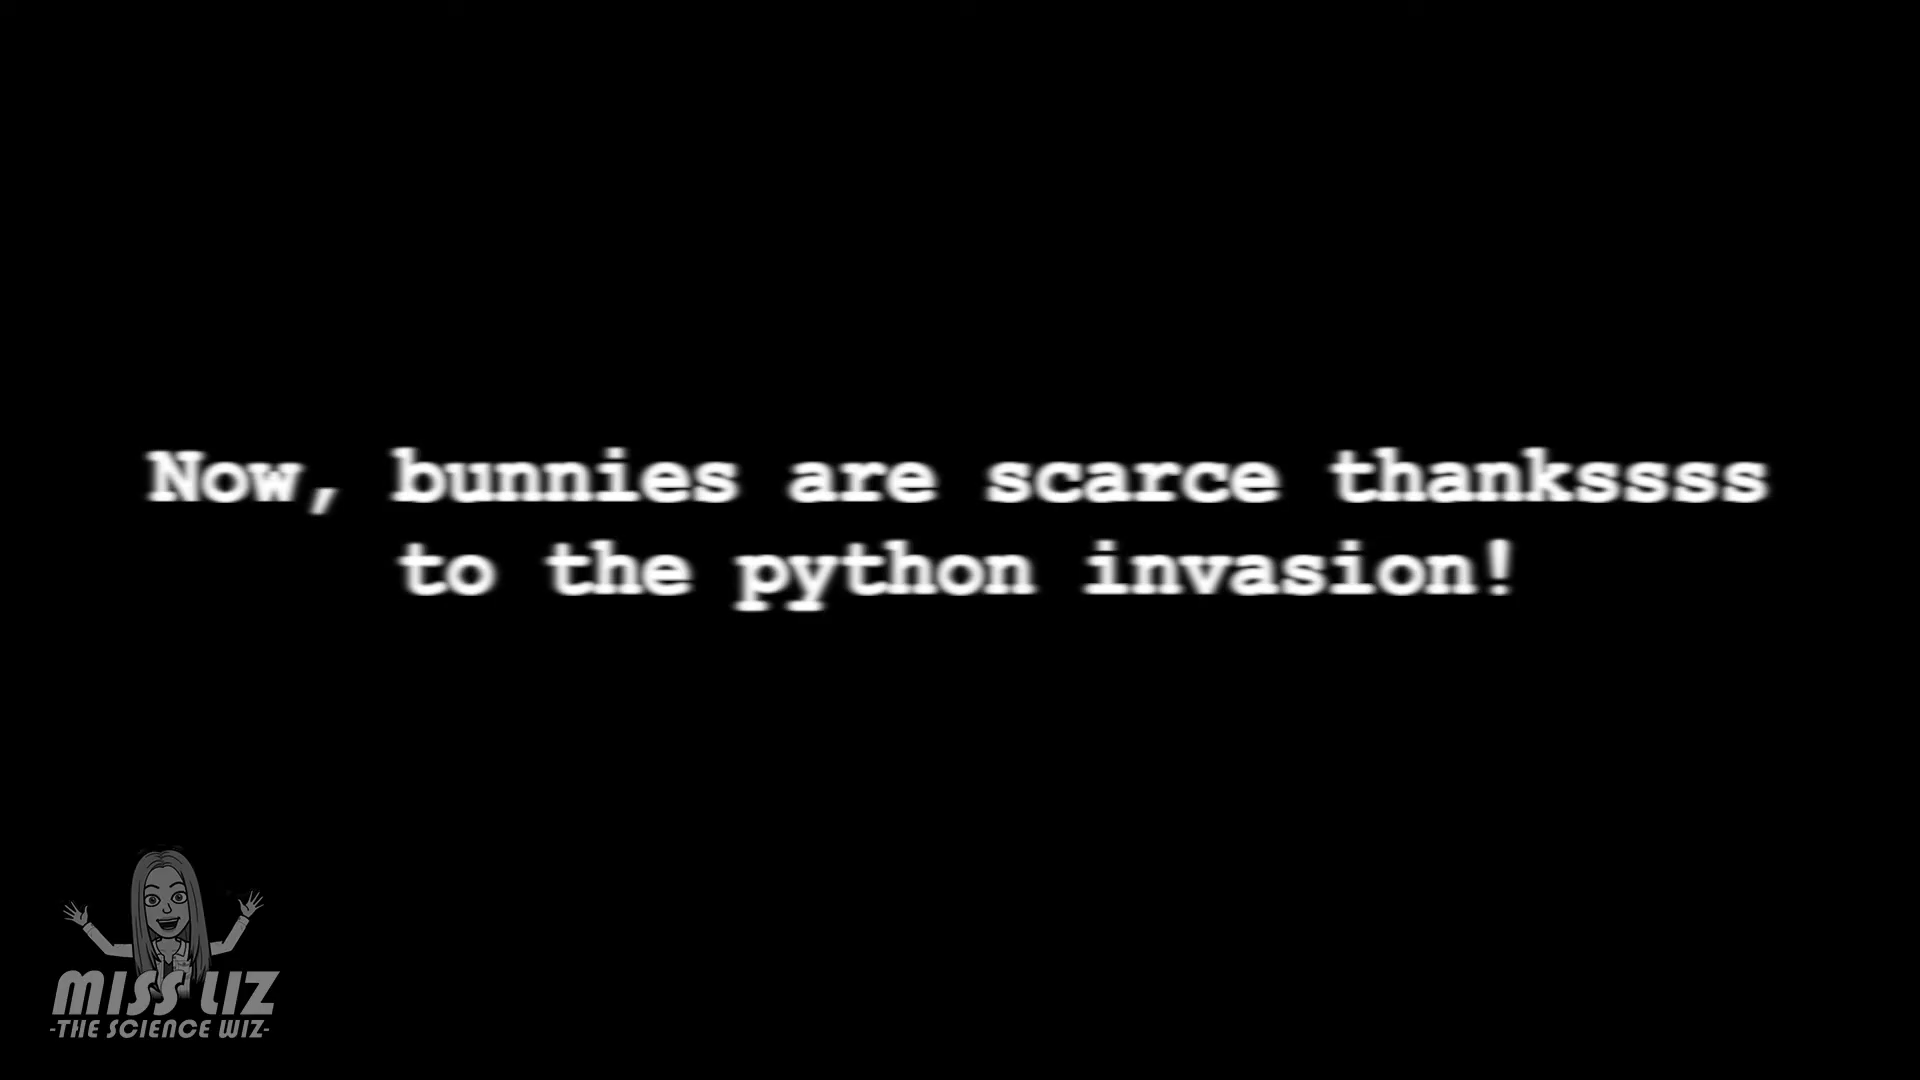 Now, bunnies are scarce thankssss
to the python invasion!
MISS LIZ
-THE SCIENCE WIZ-